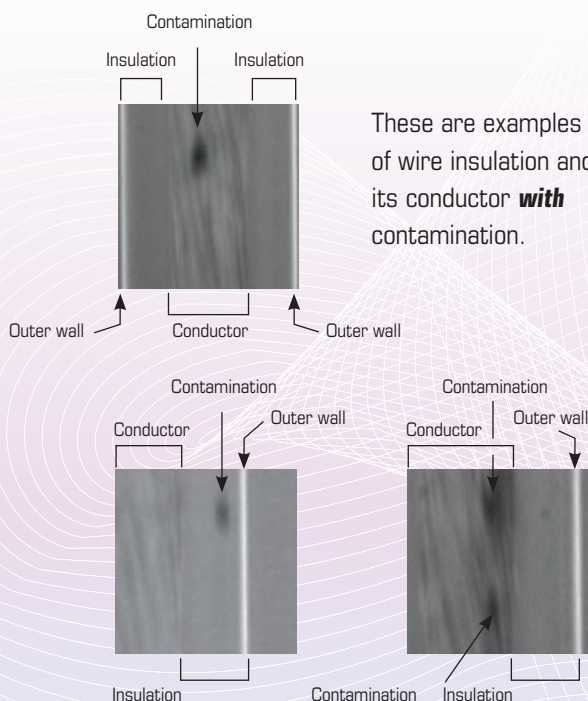 Contamination
Insulation Insulation
These are examples
of wire insulation and
its conductor with
contamination.
Outer wall Conductor Outer wall
Contamination
Conductor Outer wall
Insulation
Contamination
Conductor Outer wall
Contamination Insulation